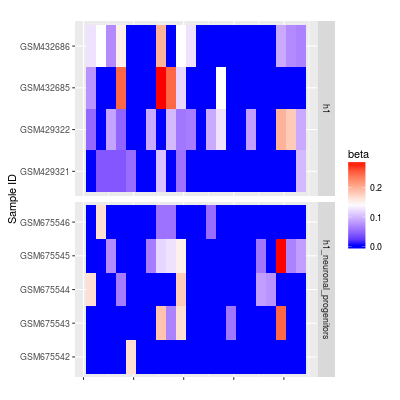 Sample ID
GSM432686
GSM432685
GSM429322
GSM429321
h1
GSM675546
GSM675545
GSM675544
GSM675543
GSM675542
h1_neuronal_progenitors
beta
0.2
0.1
0.0